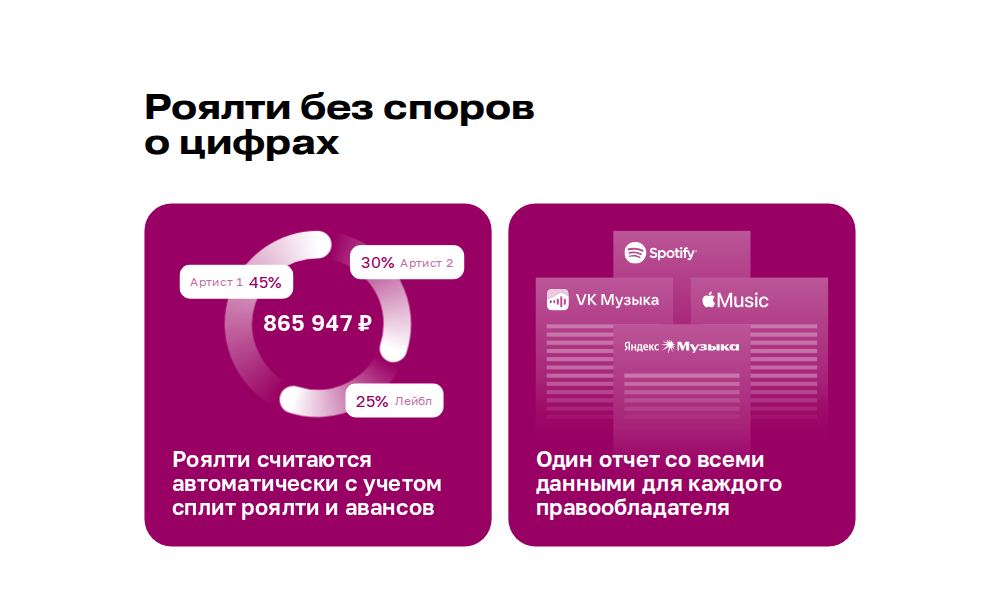 Роялти без споров
о цифрах
30% Артист 2
Артист 1 45%
865 947 ₽
25% Лейбл
Роялти считаются
автоматически с учетом
сплит роялти и авансов
Spotify
VK Музыка
Music
Яндекс Музыка
Один отчет со всеми
данными для каждого
правообладателя